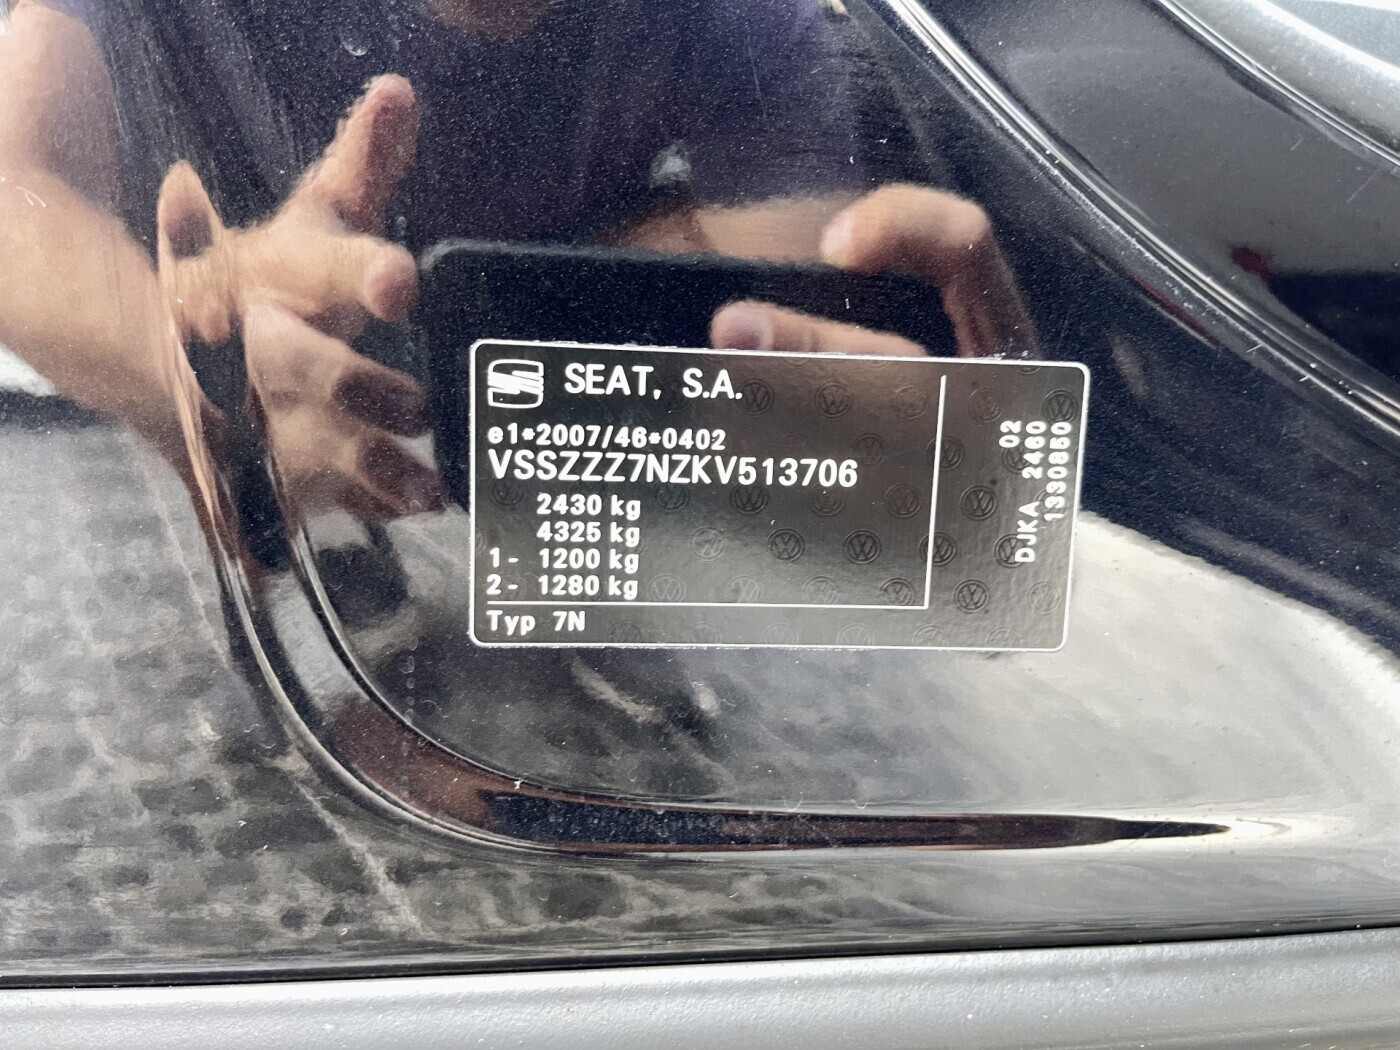 SEAT, S.A.
e1*2007/46*0402
VSSZZZ7NZKV513706
2430 kg
4325 kg
1- 1200 kg
2- 1280 kg
Typ 7N
02
DJKA 2460
1330850